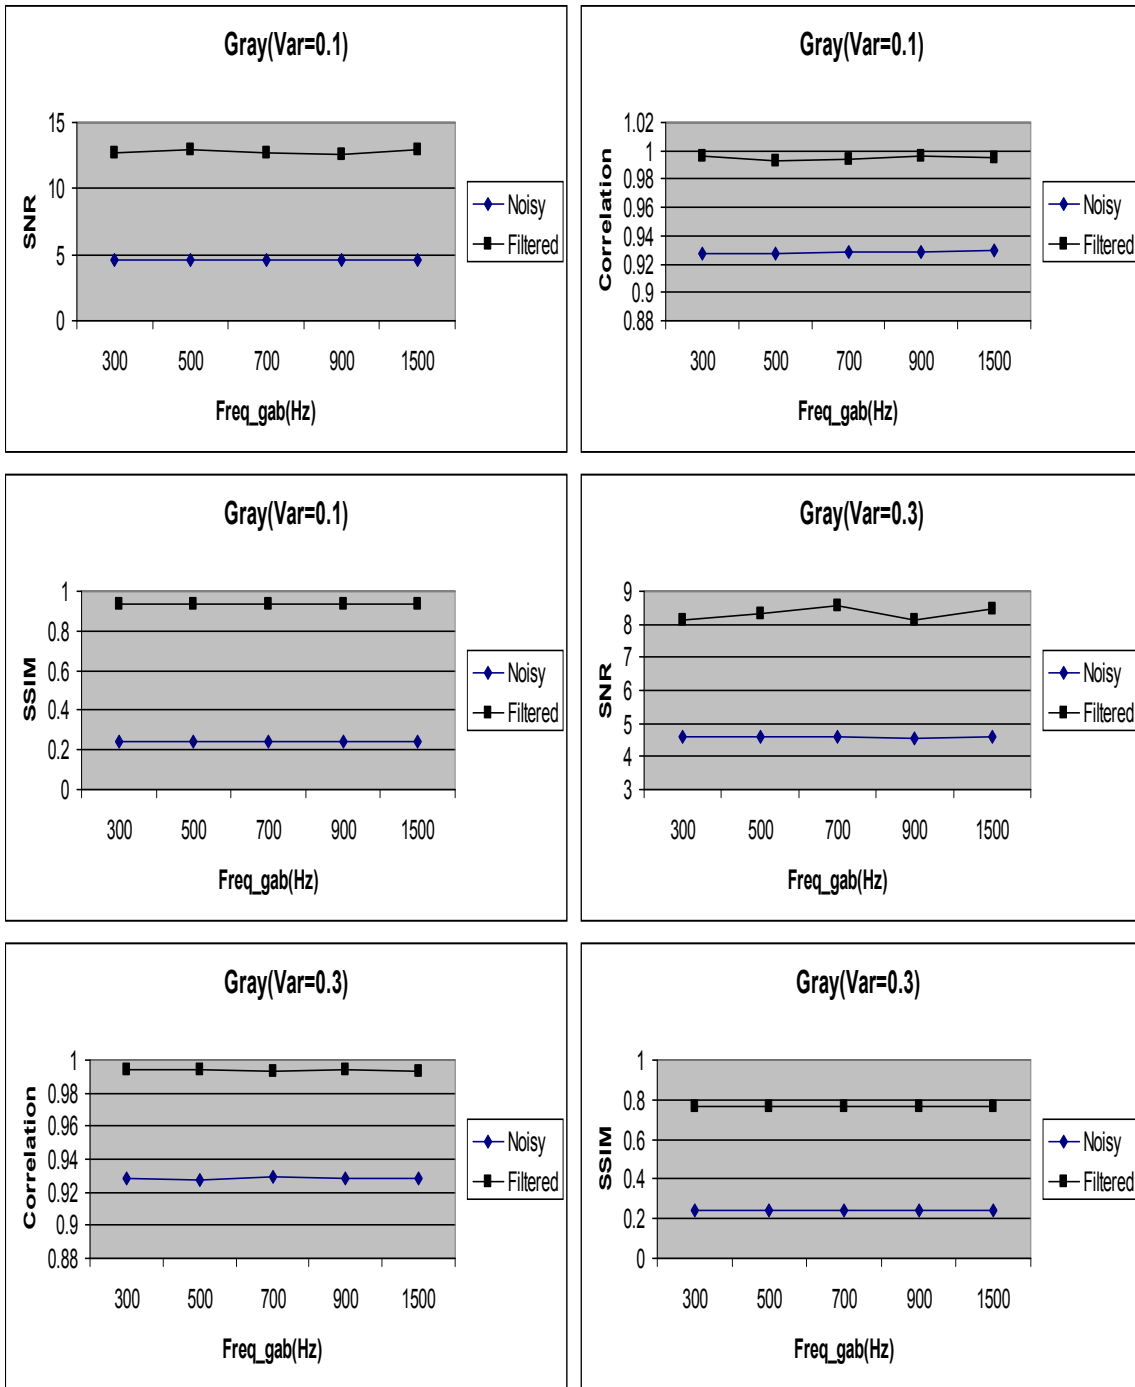 Gray(Var=0.1)
SNR
15
10
5
0
300 500 700 900 1500
Freq_gab(Hz)
Noisy
Filtered
Gray(Var=0.1)
Correlation
1.02
1
0.98
0.96
0.94
0.92
0.9
0.88
300 500 700 900 1500
Freq_gab(Hz)
Noisy
Filtered
Gray(Var=0.1)
SSIM
1
0.8
0.6
0.4
0.2
0
300 500 700 900 1500
Freq_gab(Hz)
Noisy
Filtered
Gray(Var=0.3)
SNR
9
8
7
6
5
4
3
300 500 700 900 1500
Freq_gab(Hz)
Noisy
Filtered
Gray(Var=0.3)
Correlation
1
0.98
0.96
0.94
0.92
0.9
0.88
300 500 700 900 1500
Freq_gab(Hz)
Noisy
Filtered
Gray(Var=0.3)
SSIM
1
0.8
0.6
0.4
0.2
0
300 500 700 900 1500
Freq_gab(Hz)
Noisy
Filtered